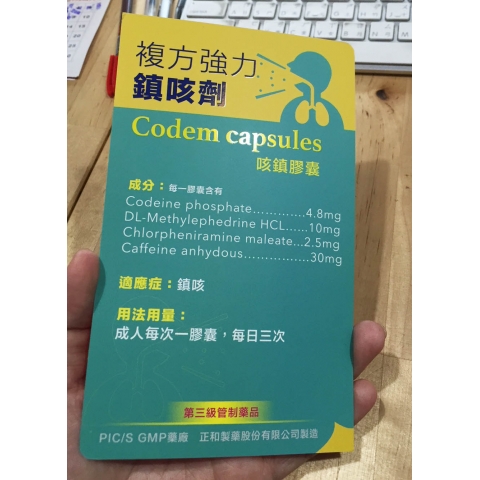 複方強力
鎮咳劑
Codem capsules
咳鎮膠囊
成分：每一膠囊含有
Codeine phosphate.............4.8mg
DL-Methylephedrine HCL......10mg
Chlorpheniramine maleate...2.5mg
Caffeine anhydous................30mg
適應症：鎮咳
用法用量：
成人每次一膠囊，每日三次
第三級管制藥品
PIC/S GMP藥廠 正和製藥股份有限公司製造